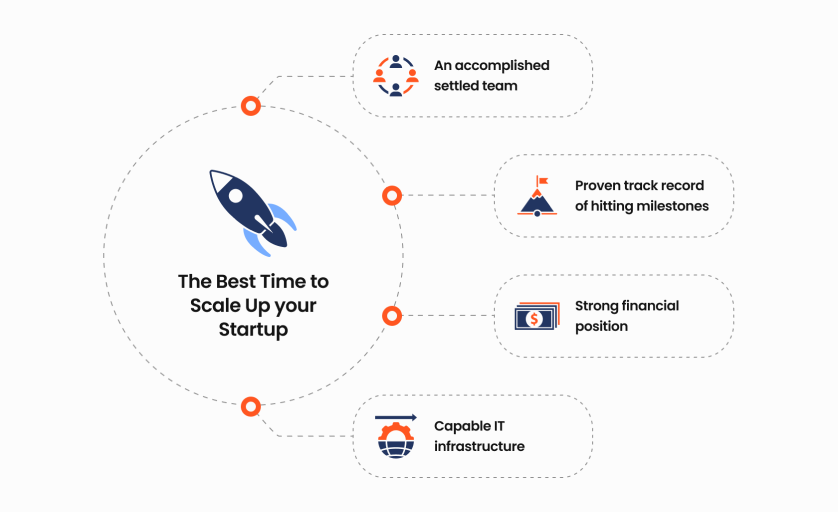 An accomplished
settled team
Proven track record
of hitting milestones
The Best Time to
Scale Up your
Startup
Strong financial
position
$
Capable IT
infrastructure